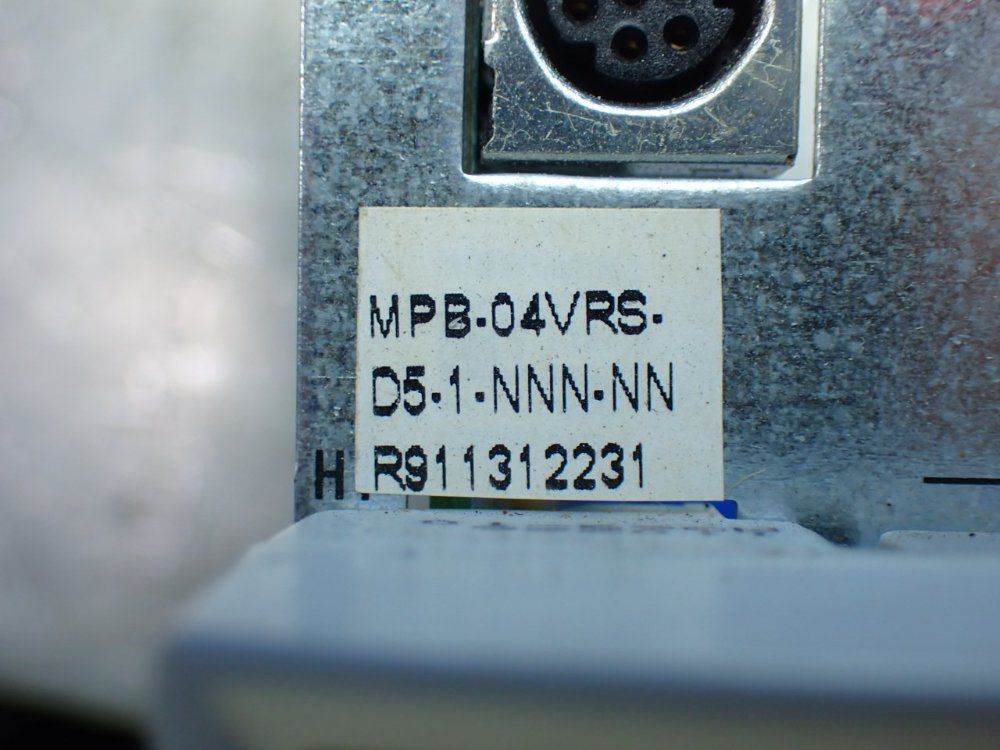 MPB-04VRS-
D5-1-NNN-NN
R911312231
H